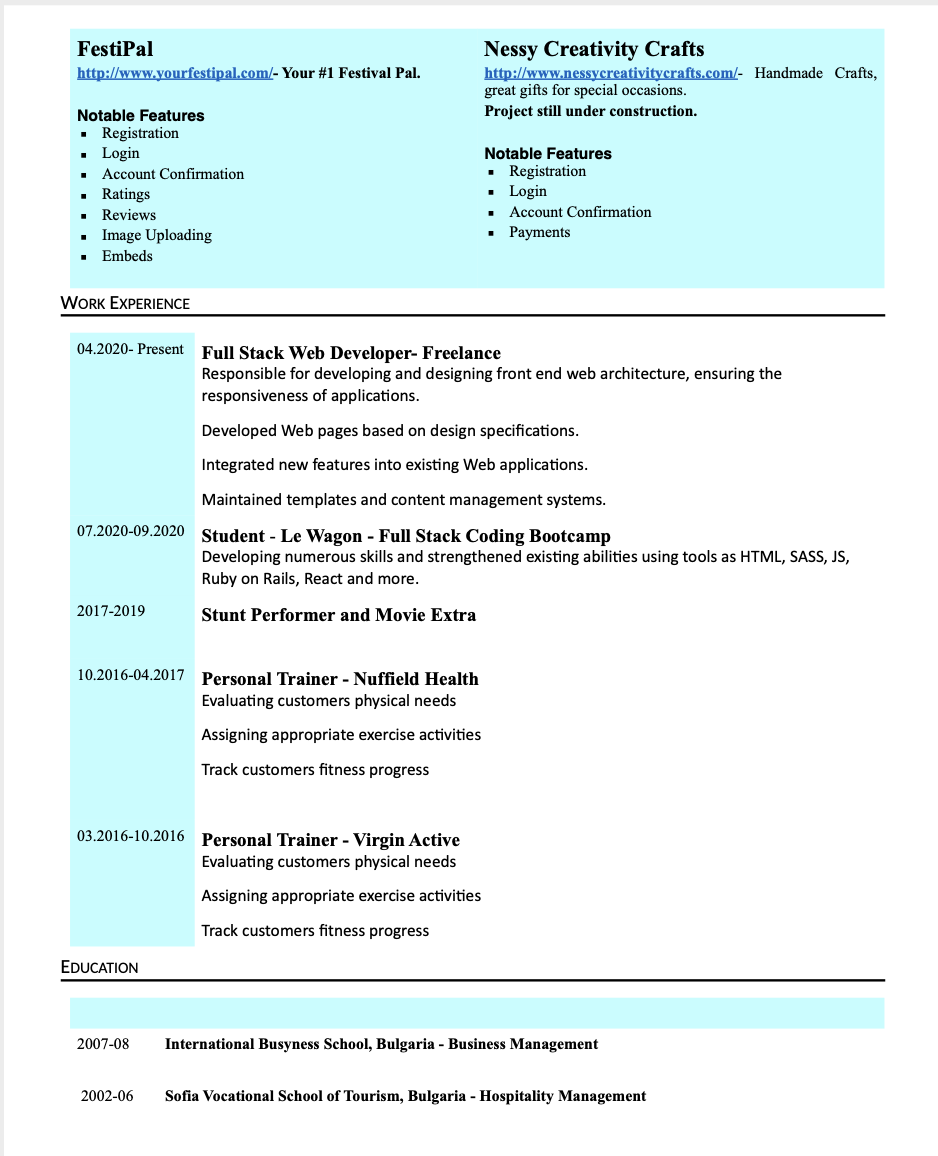 FestiPal
http://www.yourfestipal.com/- Your #1 Festival Pal.
Notable Features
▪ Registration
▪ Login
▪ Account Confirmation
▪ Ratings
▪ Reviews
▪ Image Uploading
▪ Embeds
Nessy Creativity Crafts
http://www.nessycreativitycrafts.com/- Handmade Crafts,
great gifts for special occasions.
Project still under construction.
Notable Features
▪ Registration
▪ Login
▪ Account Confirmation
▪ Payments
WORK EXPERIENCE
04.2020- Present
Full Stack Web Developer- Freelance
Responsible for developing and designing front end web architecture, ensuring the
responsiveness of applications.
Developed Web pages based on design specifications.
Integrated new features into existing Web applications.
Maintained templates and content management systems.
07.2020-09.2020
Student - Le Wagon - Full Stack Coding Bootcamp
Developing numerous skills and strengthened existing abilities using tools as HTML, SASS, JS,
Ruby on Rails, React and more.
2017-2019
Stunt Performer and Movie Extra
10.2016-04.2017
Personal Trainer - Nuffield Health
Evaluating customers physical needs
Assigning appropriate exercise activities
Track customers fitness progress
03.2016-10.2016
Personal Trainer - Virgin Active
Evaluating customers physical needs
Assigning appropriate exercise activities
Track customers fitness progress
EDUCATION
2007-08 International Busyness School, Bulgaria - Business Management
2002-06 Sofia Vocational School of Tourism, Bulgaria - Hospitality Management